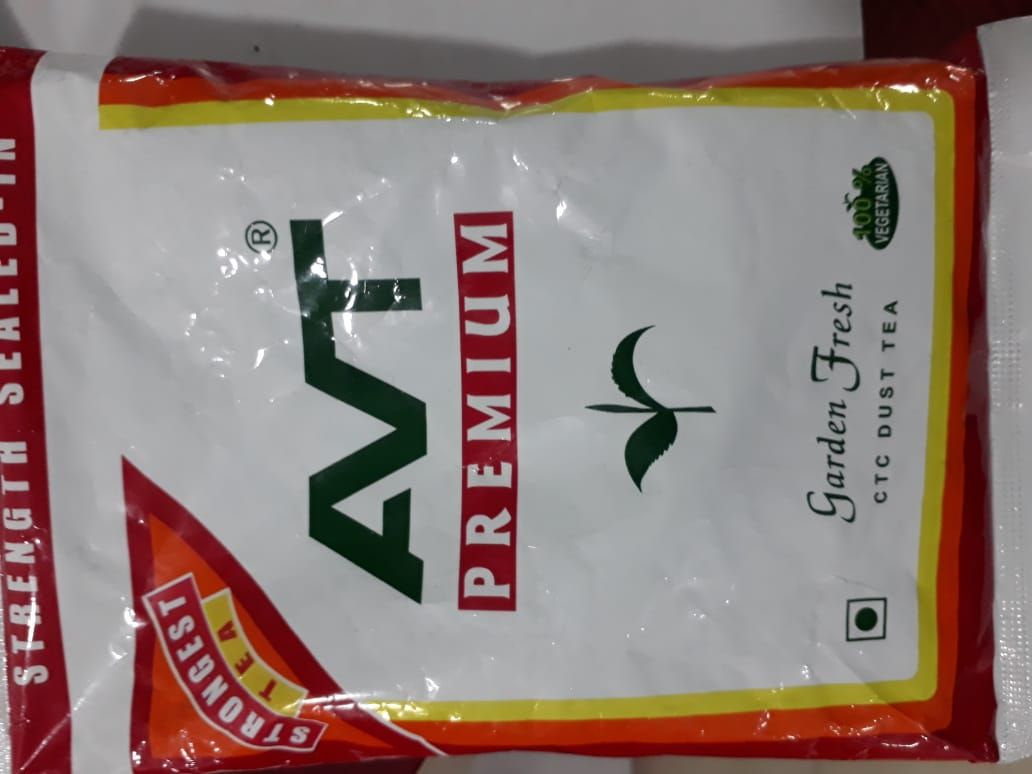 STRENGTH SEALED-IN
STRONGEST
TEA
AVT®
PREMIUM
Garden Fresh
CTC DUST TEA
100%
VEGETARIAN